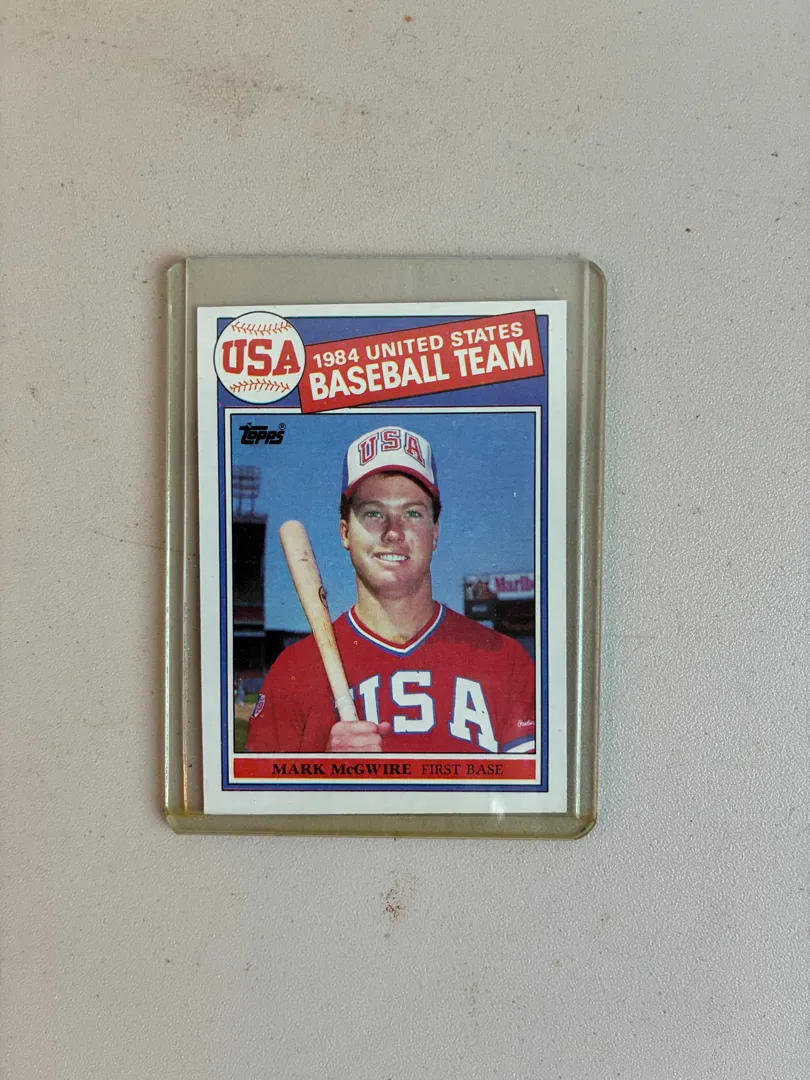 USA
1984 UNITED STATES
BASEBALL TEAM
Topps®
USA
USA
MARK McGWIRE FIRST BASE